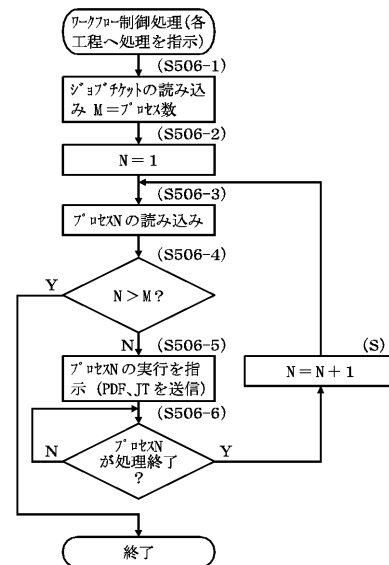 ﾜｰｸﾌﾛｰ制御処理(各
工程へ処理を指示)
(S506-1)
ｼﾞｮﾌﾞﾁｹｯﾄの読み込
み M＝ﾌﾟﾛｾｽ数
(S506-2)
N＝1
(S506-3)
ﾌﾟﾛｾｽNの読み込み
(S506-4)
Y
N＞M？
N
(S506-5)
ﾌﾟﾛｾｽNの実行を指
示 (PDF、JTを送信)
(S)
N＝N＋1
(S506-6)
ﾌﾟﾛｾｽN
が処理終了
？
N
Y
終了